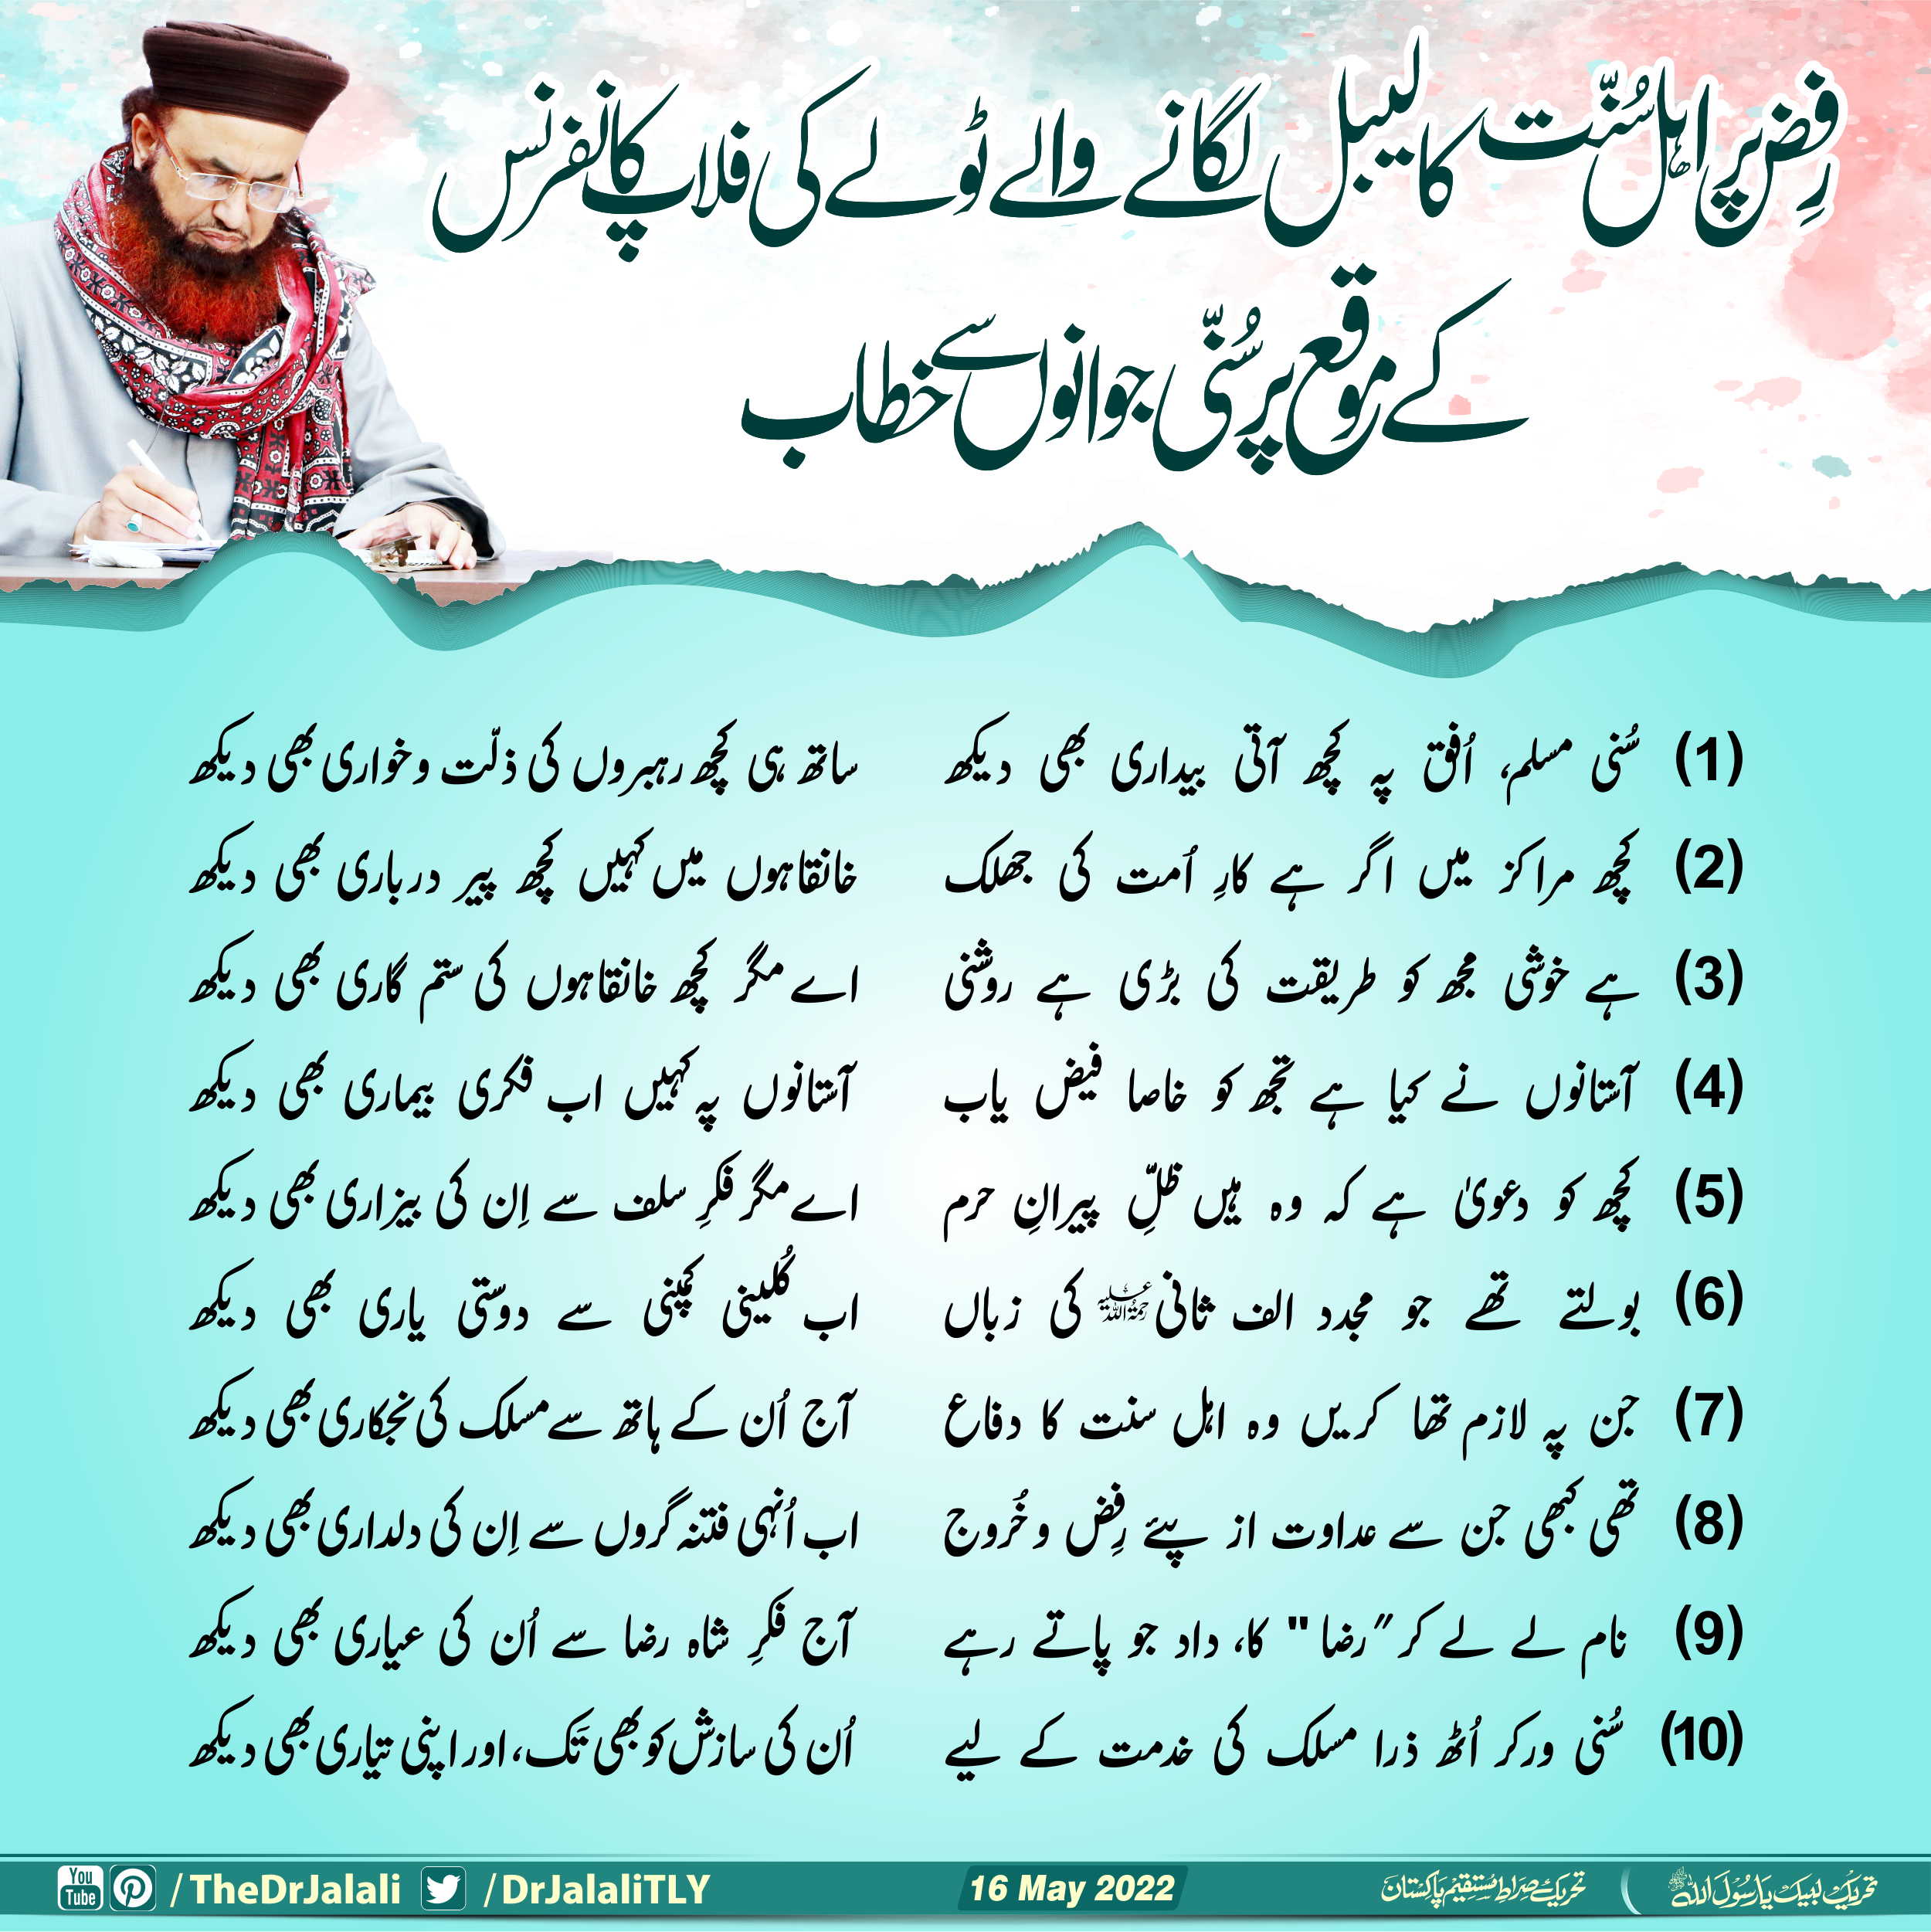 رِفض پر اہلِ سُنّت کا لیبل لگانے والے ٹولے کی فلاپ کانفرنس
کے موقع پر سُنّی جوانوں سے خطاب
(1) سُنی مسلم، اُفق پہ کچھ آتی بیداری بھی دیکھ ساتھ ہی کچھ رہبروں کی ذلّت و خواری بھی دیکھ
(2) کچھ مراکز میں اگر ہے کارِ اُمت کی جھلک خانقاہوں میں کہیں کچھ پیر درباری بھی دیکھ
(3) ہے خوشی مجھ کو طریقت کی بڑی ہے روشنی اے مگر کچھ خانقاہوں کی ستم گاری بھی دیکھ
(4) آستانوں نے کیا ہے تجھ کو خاصا فیض یاب آستانوں پہ کہیں اب فکری بیماری بھی دیکھ
(5) کچھ کو دعویٰ ہے کہ وہ ہیں ظلِّ پیرانِ حرم اے مگر فکرِ سلف سے اِن کی بیزاری بھی دیکھ
(6) بولتے تھے جو مجدد الف ثانی رحمۃ اللہ علیہ کی زباں اب کُلینی کمپنی سے دوستی یاری بھی دیکھ
(7) جن پہ لازم تھا کریں وہ اہل سنت کا دفاع آج اُن کے ہاتھ سے مسلک کی نجکاری بھی دیکھ
(8) تھی کبھی جن سے عداوت از پئے رِفض و خُروج اب اُنہی فتنہ گروں سے اِن کی دلداری بھی دیکھ
(9) نام لے لے کر "رضا" کا، داد جو پاتے رہے آج فکرِ شاہ رضا سے اُن کی عیاری بھی دیکھ
(10) سُنی ورکر اُٹھ ذرا مسلک کی خدمت کے لیے اُن کی سازش کو بھی تَک، اور اپنی تیّاری بھی دیکھ
تحریک لبیک یارسول اللہ ﷺ تحریک صراط مستقیم پاکستان 16 May 2022 /DrJalaliTLY /TheDrJalali You Tube